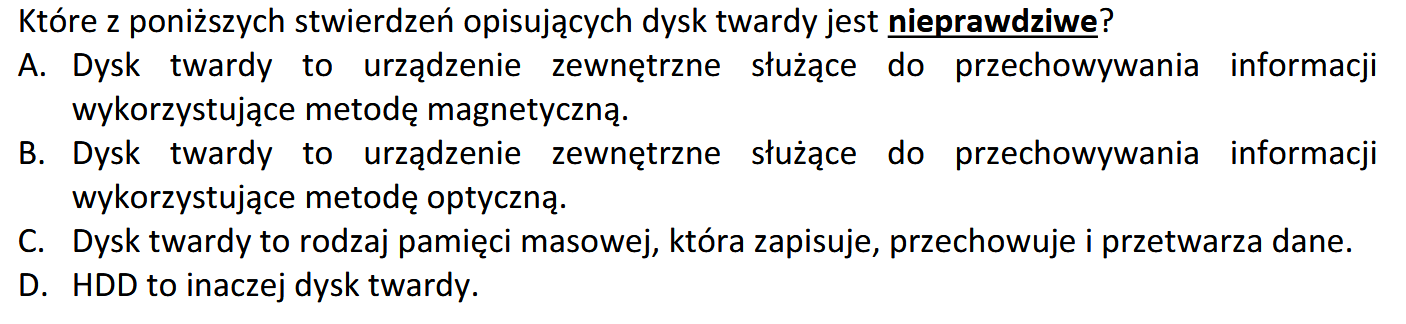 Które z poniższych stwierdzeń opisujących dysk twardy jest nieprawdziwe?
A. Dysk twardy to urządzenie zewnętrzne służące do przechowywania informacji
wykorzystujące metodę magnetyczną.
B. Dysk twardy to urządzenie zewnętrzne służące do przechowywania informacji
wykorzystujące metodę optyczną.
C. Dysk twardy to rodzaj pamięci masowej, która zapisuje, przechowuje i przetwarza dane.
D. HDD to inaczej dysk twardy.